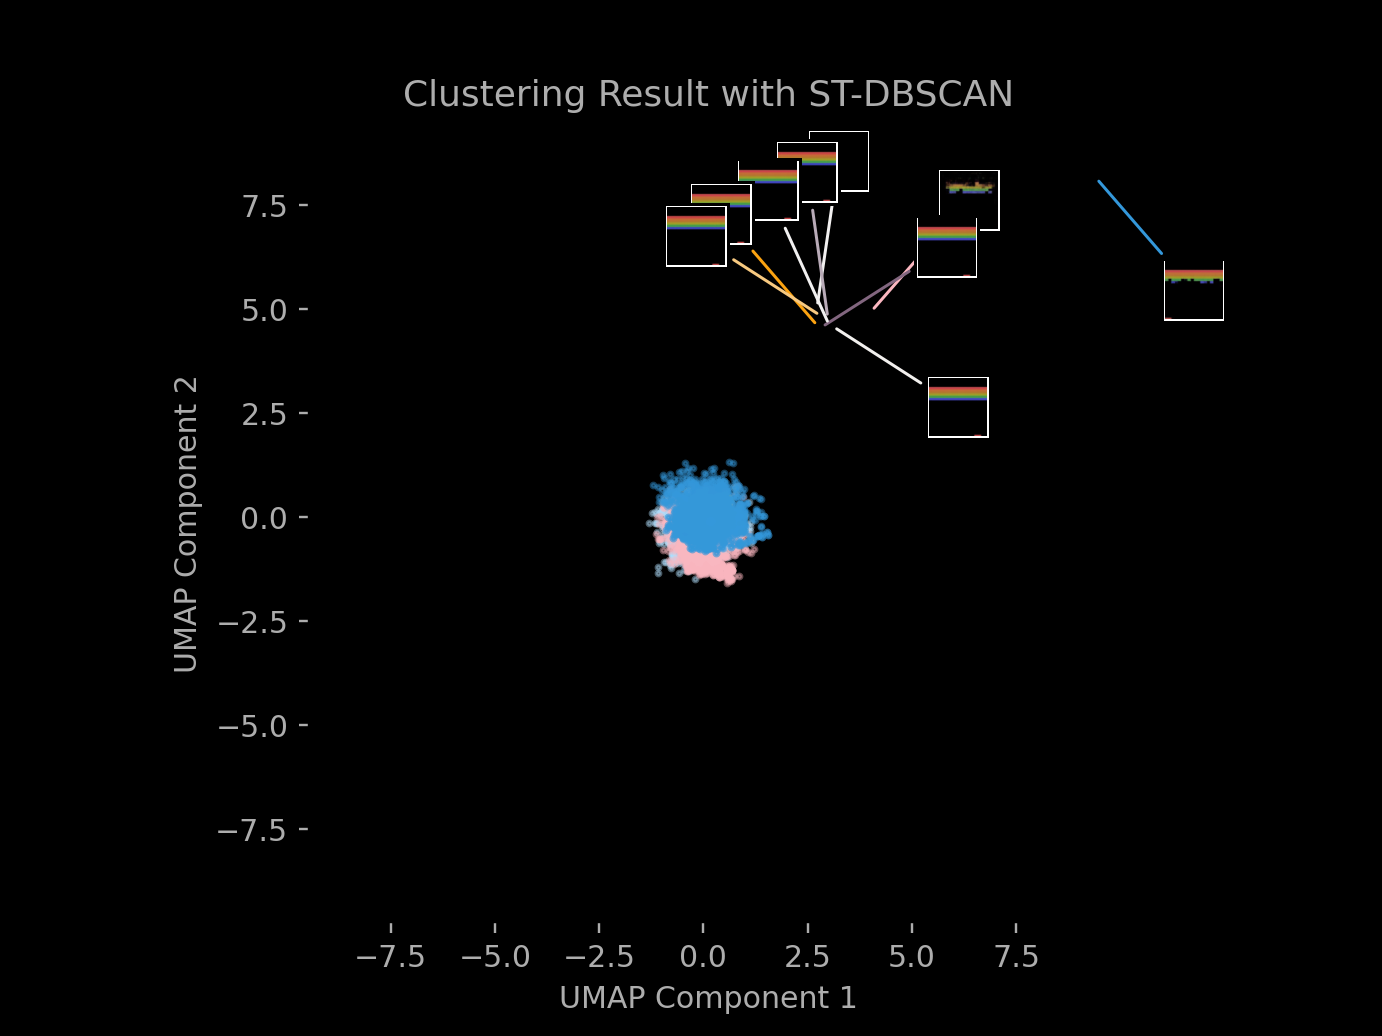 Clustering Result with ST-DBSCAN
7.5
5.0
2.5
0.0
−2.5
−5.0
−7.5
UMAP Component 2
−7.5 −5.0 −2.5 0.0 2.5 5.0 7.5
UMAP Component 1